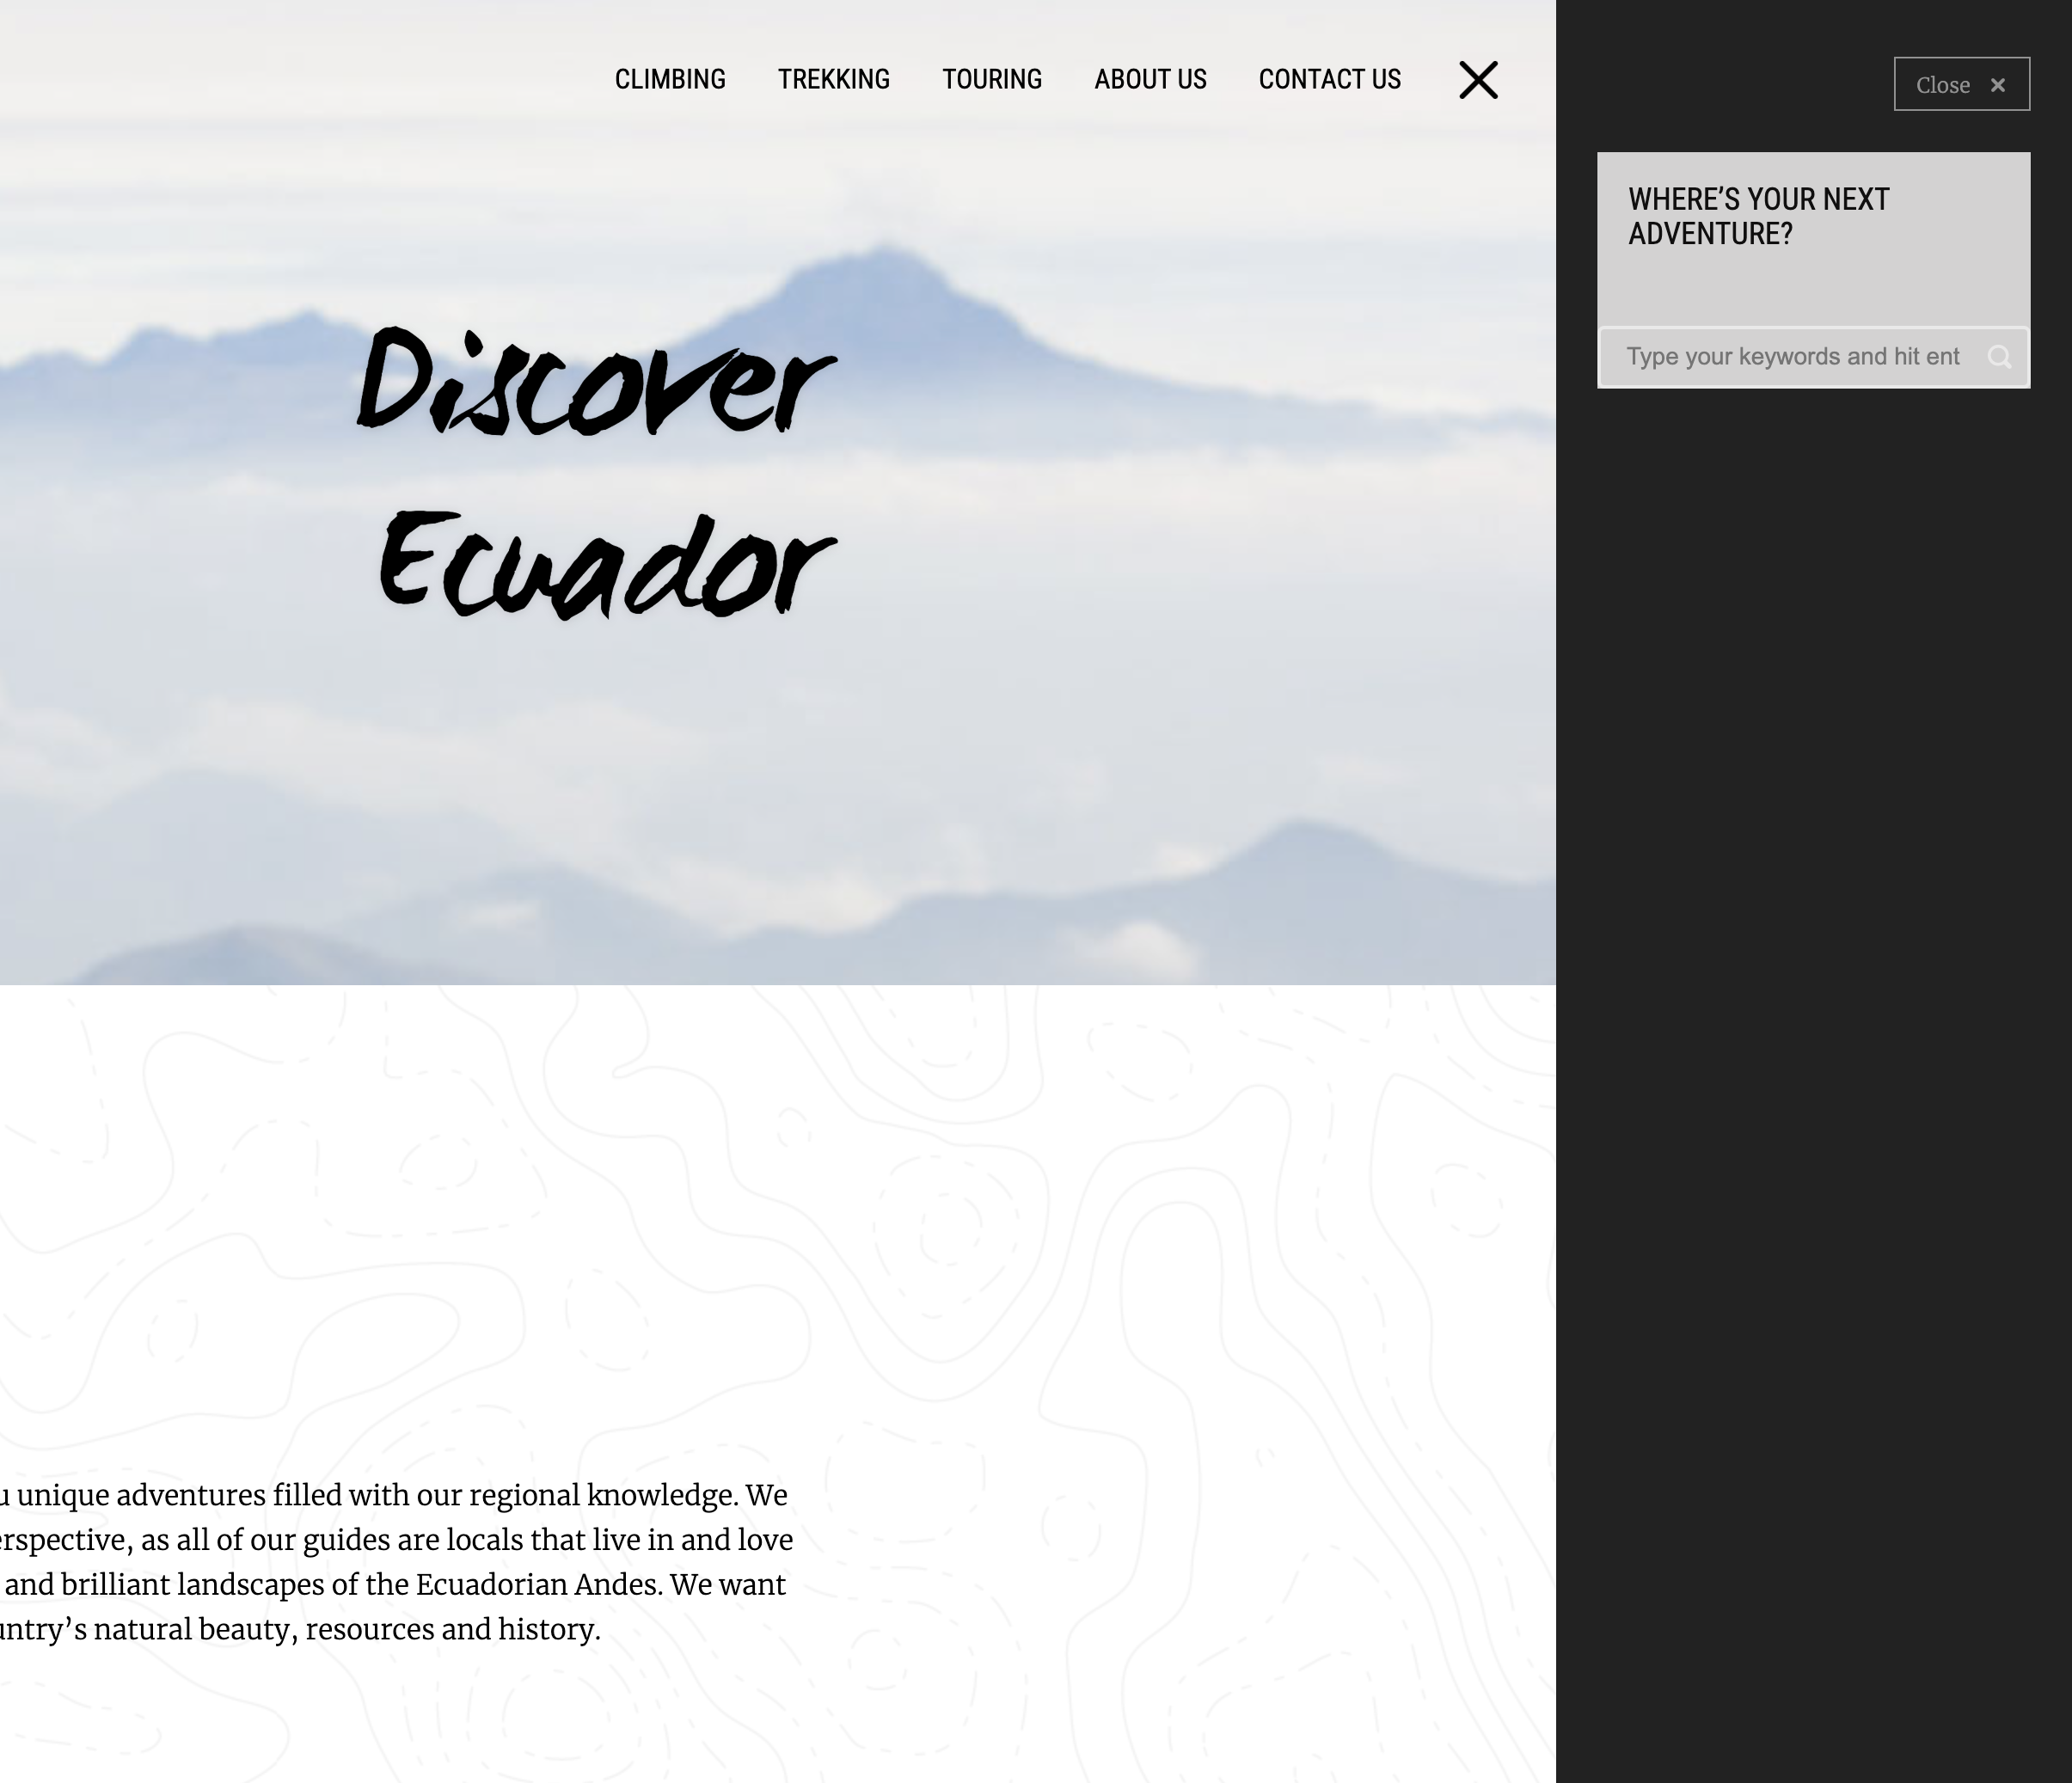 CLIMBING TREKKING TOURING ABOUT US CONTACT US
Close
WHERE’S YOUR NEXT
ADVENTURE?
Type your keywords and hit ent
Discover
Ecuador
unique adventures filled with our regional knowledge. We
erspective, as all of our guides are locals that live in and love
and brilliant landscapes of the Ecuadorian Andes. We want
untry’s natural beauty, resources and history.